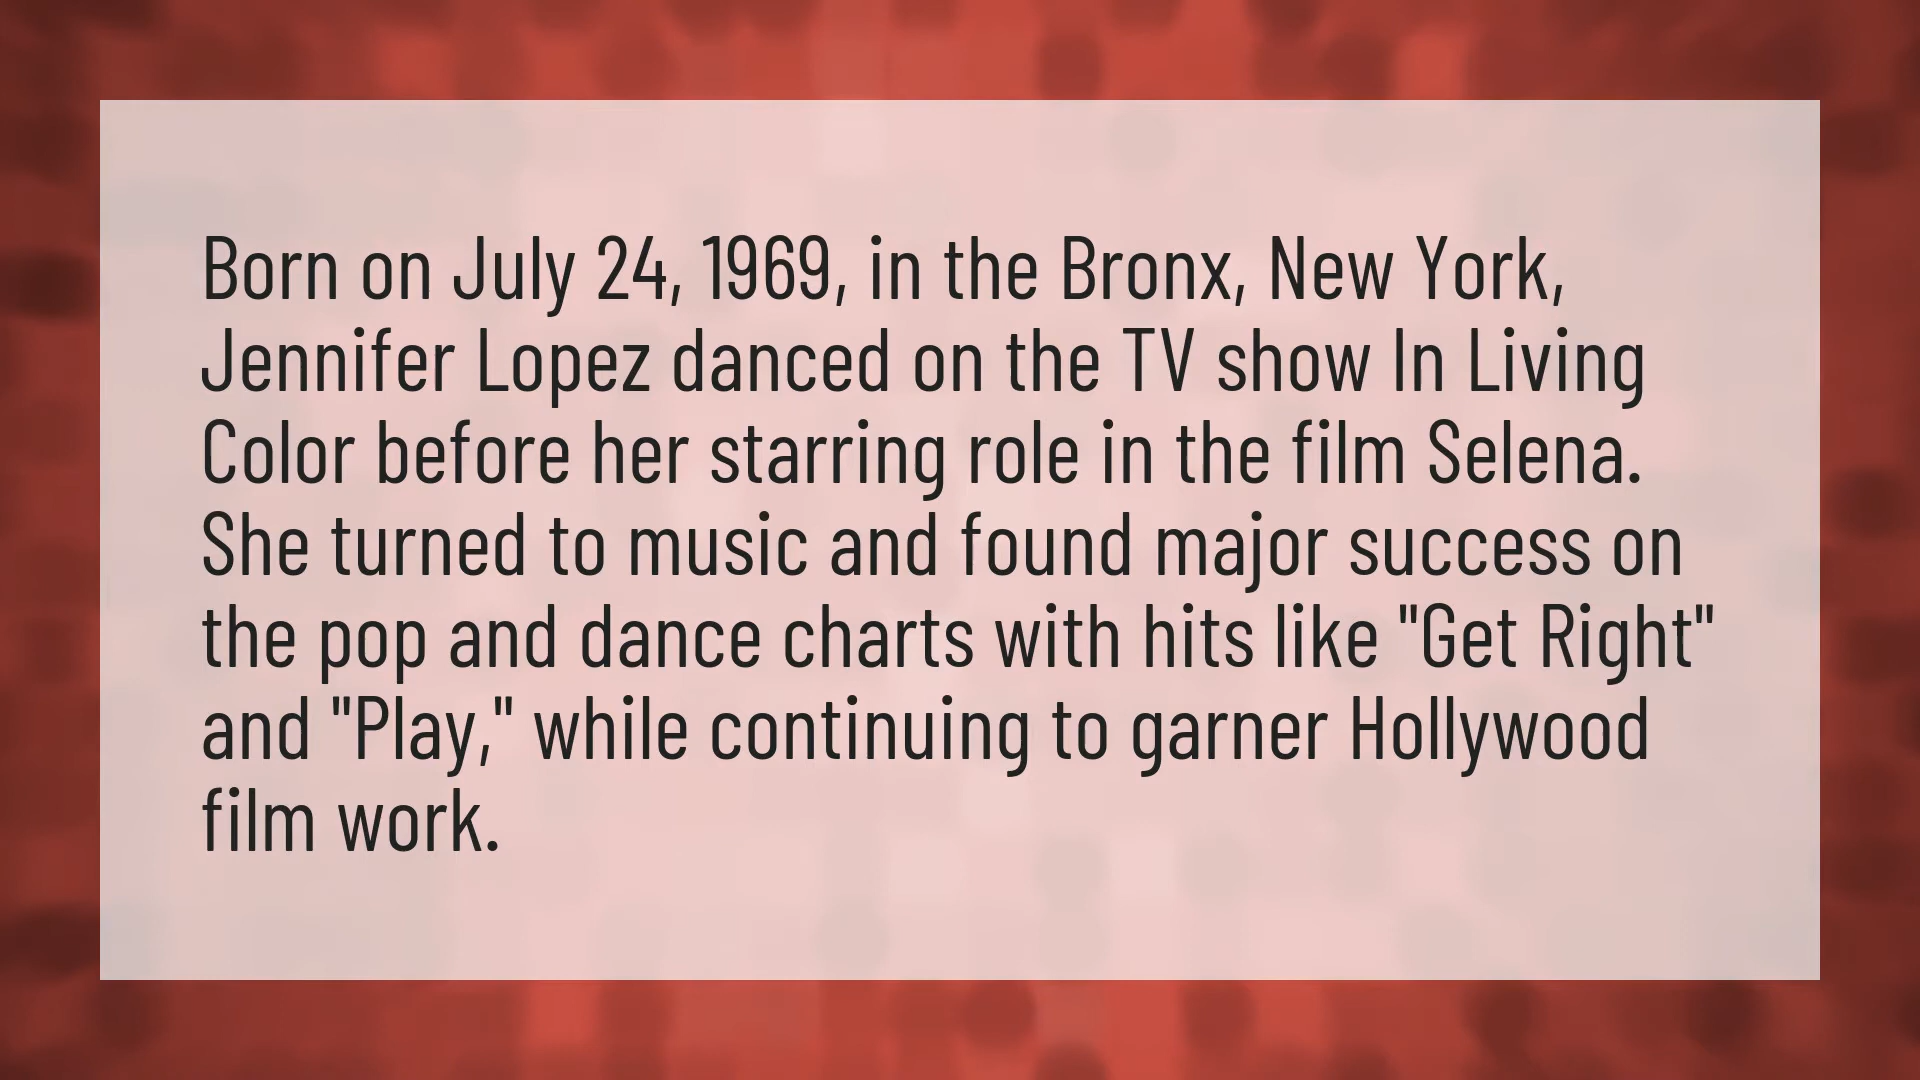 Born on July 24, 1969, in the Bronx, New York,
Jennifer Lopez danced on the TV show In Living
Color before her starring role in the film Selena.
She turned to music and found major success on
the pop and dance charts with hits like "Get Right"
and "Play," while continuing to garner Hollywood
film work.